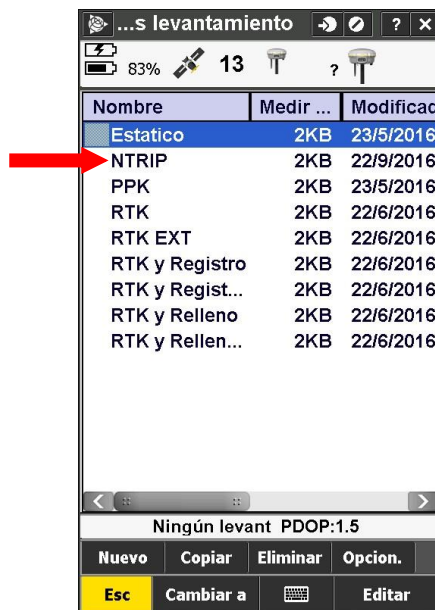 ...s levantamiento ? X
83% 13 ?
Nombre Medir ... Modificad
Estatico 2KB 23/5/2016
NTRIP 2KB 22/9/2016
PPK 2KB 23/5/2016
RTK 2KB 22/6/2016
RTK EXT 2KB 22/6/2016
RTK y Registro 2KB 22/6/2016
RTK y Regist... 2KB 22/6/2016
RTK y Relleno 2KB 22/6/2016
RTK y Rellen... 2KB 22/6/2016
Ningún levant PDOP:1.5
Nuevo Copiar Eliminar Opcion.
Esc Cambiar a Editar